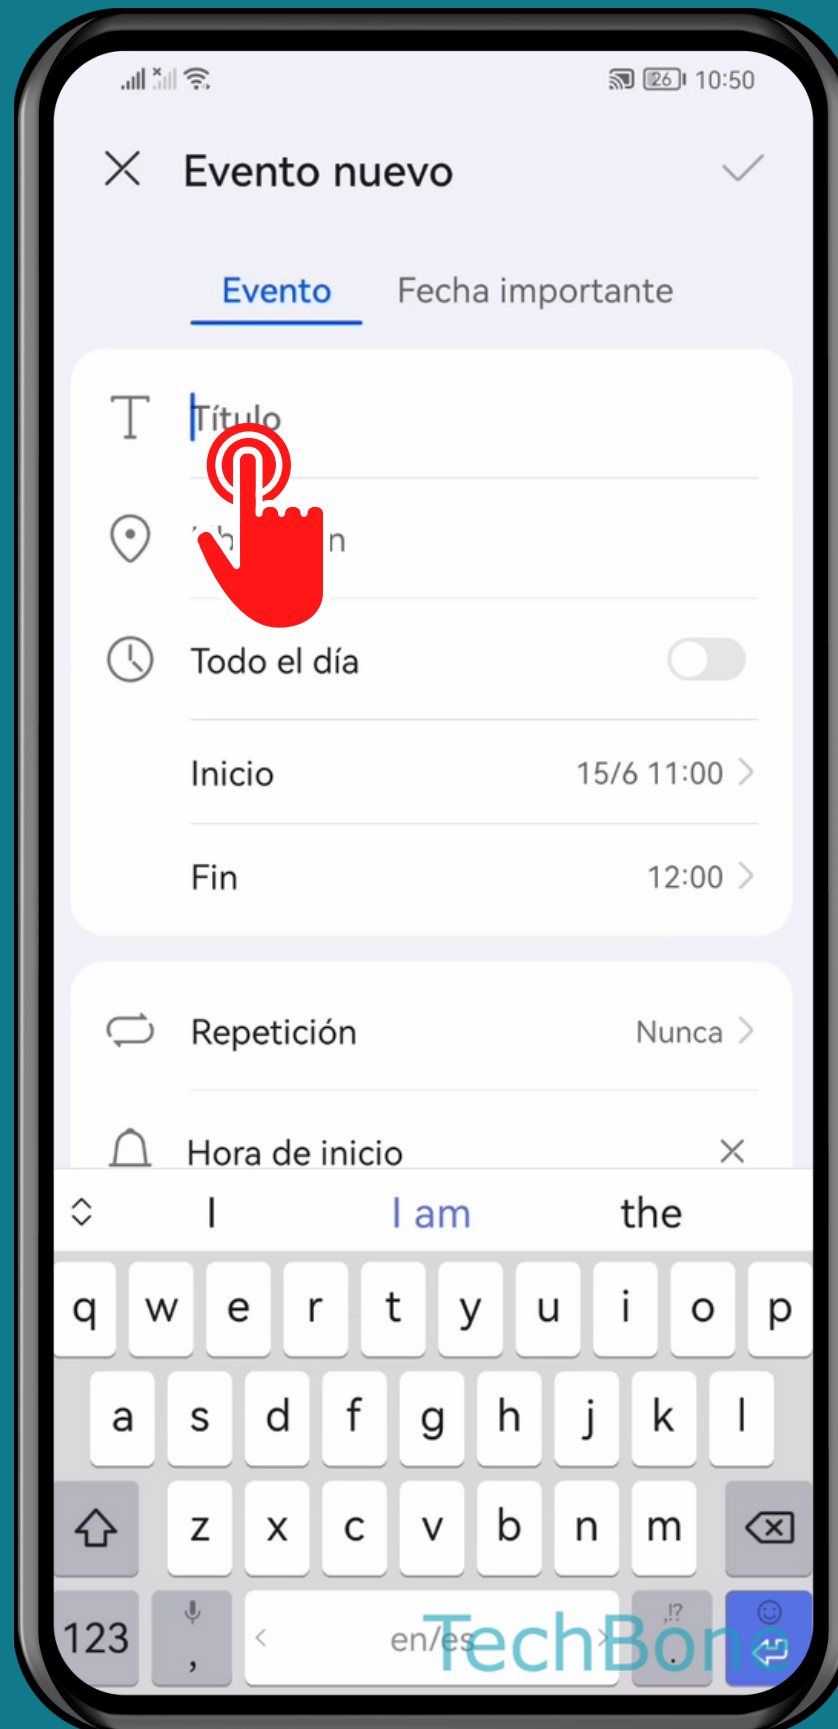 26 10:50
Evento nuevo
Evento Fecha importante
Título
Todo el día
Inicio 15/6 11:00
Fin 12:00
Repetición Nunca
Hora de inicio
I I am the
q w e r t y u i o p
a s d f g h j k l
z x c v b n m
123 , en/es ,!? .
TechBone